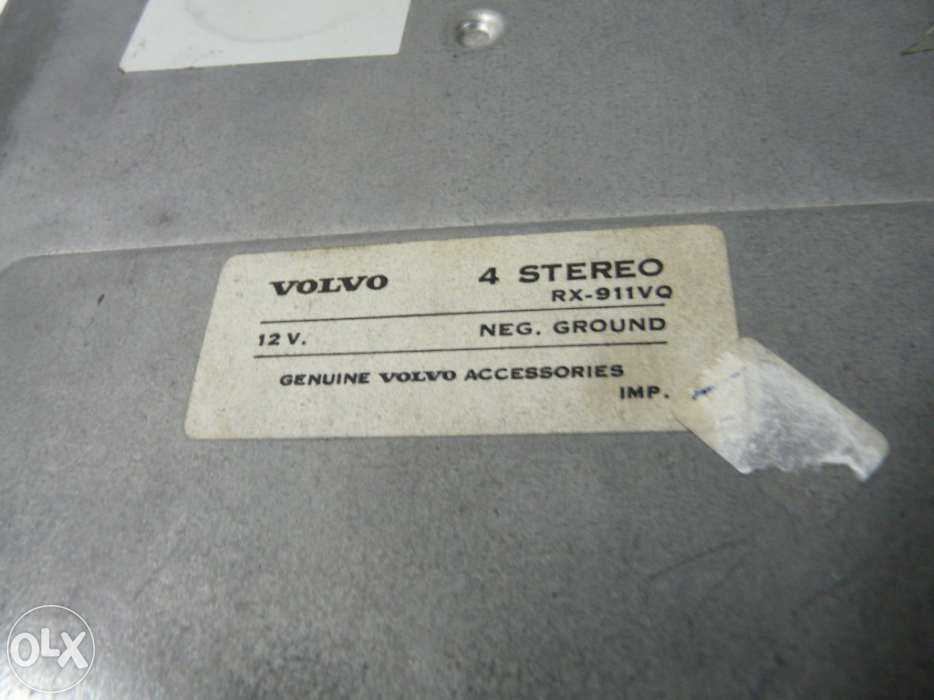 VOLVO 4 STEREO
RX-911VQ
12 V. NEG. GROUND
GENUINE VOLVO ACCESSORIES
IMP.
OLX